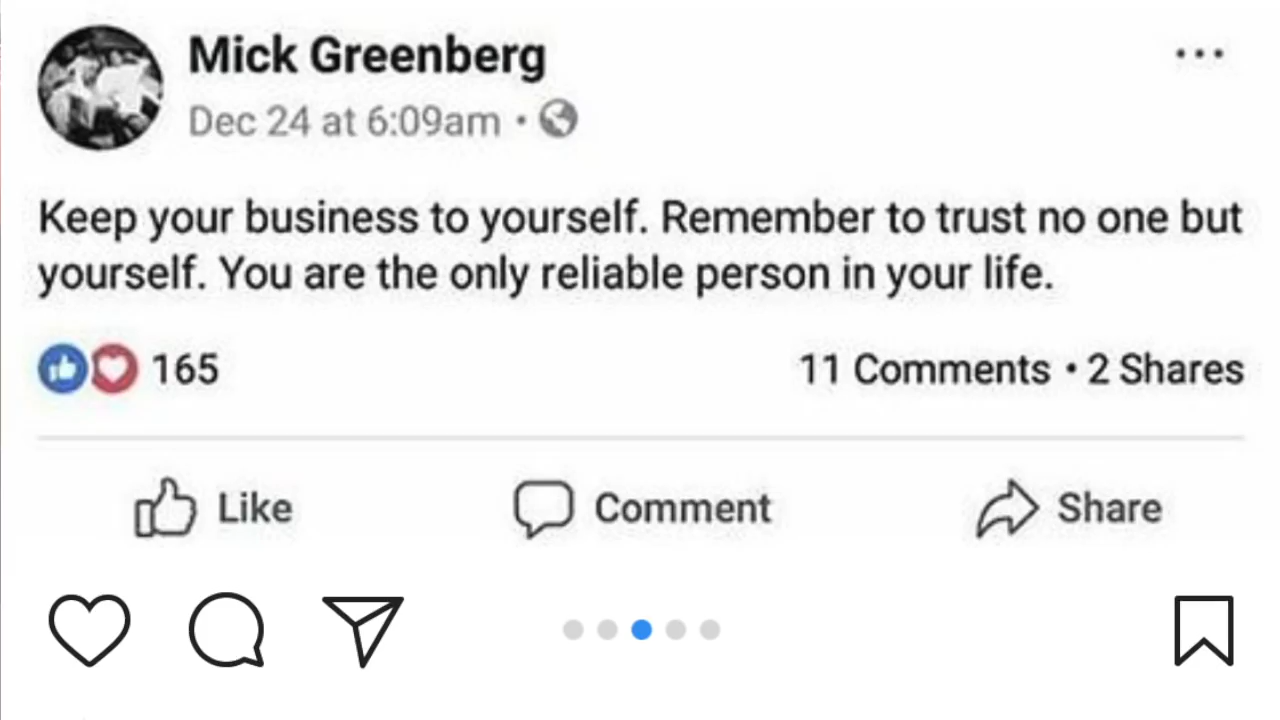 Mick Greenberg
Dec 24 at 6:09am •
Keep your business to yourself. Remember to trust no one but
yourself. You are the only reliable person in your life.
165 11 Comments • 2 Shares
Like Comment Share